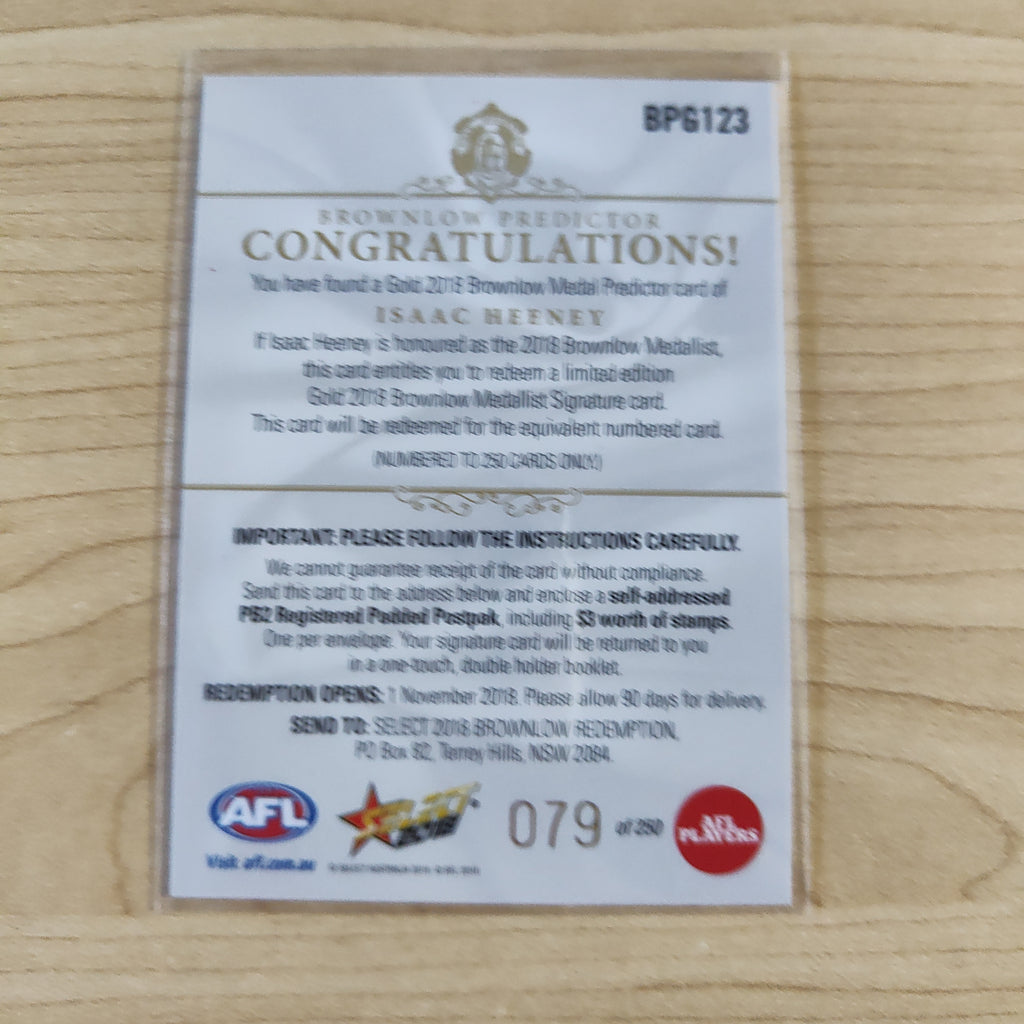 BPG123
BROWNLOW PREDICTOR
CONGRATULATIONS!
You have found a Gold 2018 Brownlow Medal Predictor card of
ISAAC HEENEY
If Isaac Heeney is honoured as the 2018 Brownlow Medallist,
this card entitles you to redeem a limited edition
Gold 2018 Brownlow Medallist Signature card.
This card will be redeemed for the equivalent numbered card.
(NUMBERED TO 250 CARDS ONLY!)
IMPORTANT: PLEASE FOLLOW THE INSTRUCTIONS CAREFULLY.
We cannot guarantee receipt of the card without compliance.
Send this card to the address below and enclose a self-addressed
PB2 Registered Padded Postpak, including $3 worth of stamps.
One per envelope. Your signature card will be returned to you
in a one-touch, double holder booklet.
REDEMPTION OPENS: 1 November 2018. Please allow 90 days for delivery.
SEND TO: SELECT 2018 BROWNLOW REDEMPTION,
PO Box 62, Terrey Hills, NSW 2084.
AFL
Visit: afl.com.au
SELECT
2018
079 of 250
AFL
PLAYERS